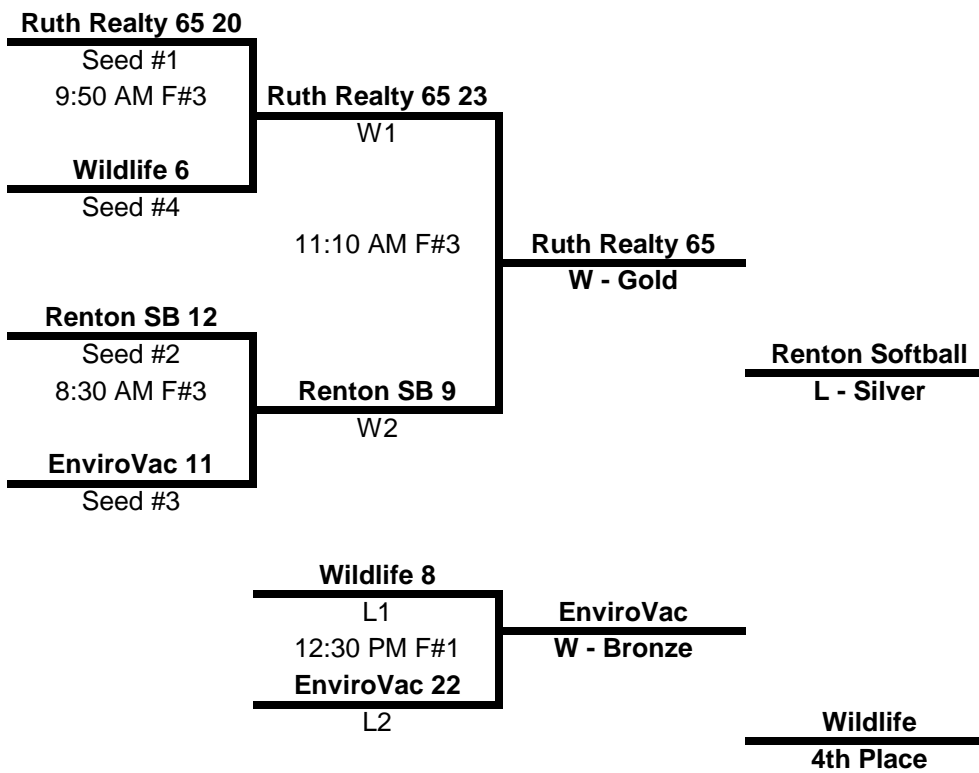 Ruth Realty 65 20
Seed #1
9:50 AM F#3
Ruth Realty 65 23
W1
Wildlife 6
Seed #4
11:10 AM F#3
Ruth Realty 65
W - Gold
Renton SB 12
Seed #2
8:30 AM F#3
Renton Softball
L - Silver
Renton SB 9
W2
EnviroVac 11
Seed #3
Wildlife 8
L1
12:30 PM F#1
EnviroVac
W - Bronze
EnviroVac 22
L2
Wildlife
4th Place